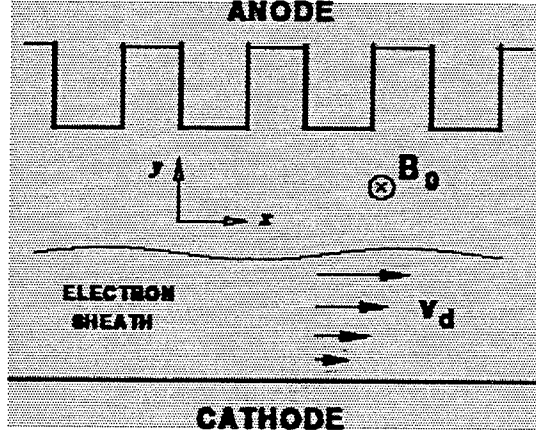 ANODE
y
B0
x
ELECTRON
SHEATH
vd
CATHODE